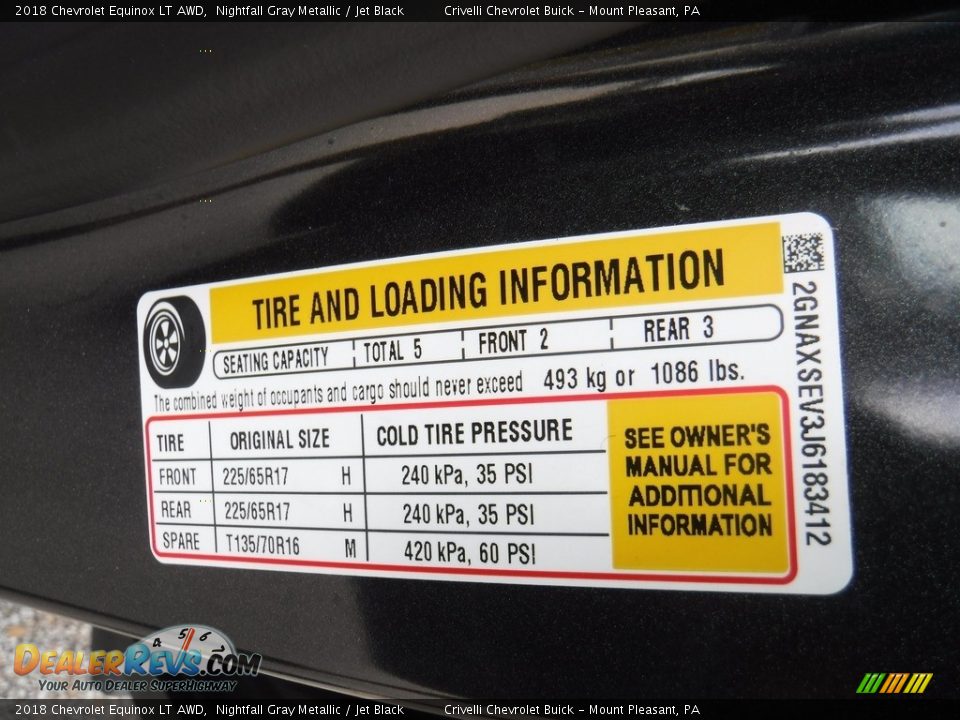 2018 Chevrolet Equinox LT AWD, Nightfall Gray Metallic / Jet Black Crivelli Chevrolet Buick - Mount Pleasant, PA
TIRE AND LOADING INFORMATION
SEATING CAPACITY TOTAL 5 FRONT 2 REAR 3
The combined weight of occupants and cargo should never exceed 493 kg or 1086 lbs.
TIRE ORIGINAL SIZE COLD TIRE PRESSURE
FRONT 225/65R17 H 240 kPa, 35 PSI
REAR 225/65R17 H 240 kPa, 35 PSI
SPARE T135/70R16 M 420 kPa, 60 PSI
SEE OWNER'S
MANUAL FOR
ADDITIONAL
INFORMATION
2GNAXSEV3J6183412
4 5 6
DealerRevs.com
Your Auto Dealer SuperHighway
2018 Chevrolet Equinox LT AWD, Nightfall Gray Metallic / Jet Black Crivelli Chevrolet Buick - Mount Pleasant, PA